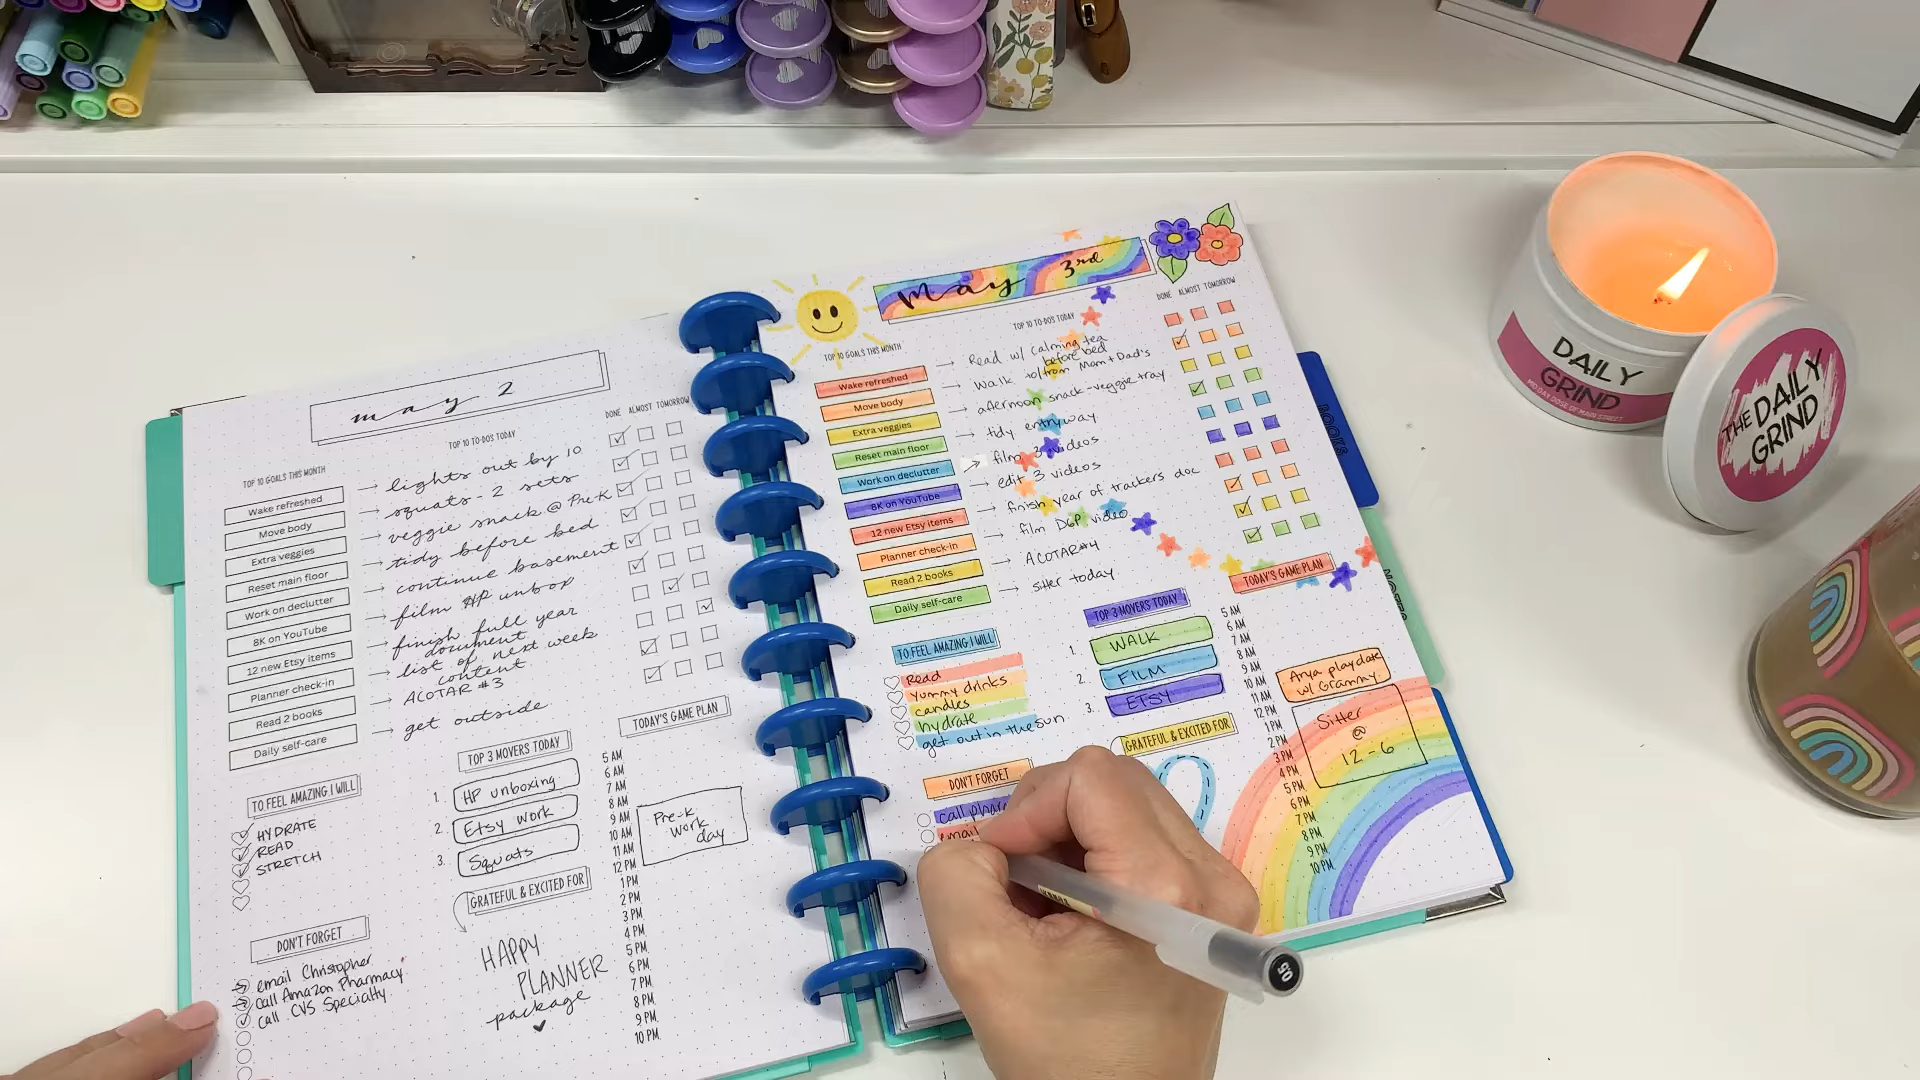 may 2
DONE ALMOST TOMORROW
TOP 10 TO-DOS TODAY
TOP 10 GOALS THIS MONTH
Wake refreshed → lights out by 10
Move body → squats - 2 sets
Extra veggies → veggie snack @ Pre-K
Reset main floor → tidy before bed
Work on declutter → continue basement
8K on YouTube → film HP unbox
12 new Etsy items → finish full year document
Planner check-in → list of next week content
Read 2 books → ACOTAR #3
Daily self-care → get outside
TO FEEL AMAZING I WILL
HYDRATE
READ
STRETCH
DON'T FORGET
email Christopher
call Amazon Pharmacy
call CVS Specialty
TOP 3 MOVERS TODAY
1. HP unboxing
2. Etsy work
3. Squats
GRATEFUL & EXCITED FOR
HAPPY
PLANNER
package
TODAY'S GAME PLAN
5 AM
6 AM
7 AM
8 AM
9 AM
10 AM
11 AM
12 PM
1 PM
2 PM
3 PM
4 PM
5 PM
6 PM
7 PM
8 PM
9 PM
10 PM
Pre-K
work
day
May 3rd
DONE ALMOST TOMORROW
TOP 10 TO-DOS TODAY
TOP 10 GOALS THIS MONTH
Wake refreshed → Read w/ calming tea before bed
Move body → Walk to/from Mom + Dad's
Extra veggies → afternoon snack - veggie tray
Reset main floor → tidy entryway
Work on declutter → film 3 videos
8K on YouTube → edit 3 videos
12 new Etsy items → finish year of trackers doc
Planner check-in → film D6P video
Read 2 books → ACOTAR #4
Daily self-care → sitter today
TO FEEL AMAZING I WILL
Read
yummy drinks
candles
hydrate
get out in the sun
DON'T FORGET
call
email
TOP 3 MOVERS TODAY
1. WALK
2. FILM
3. ETSY
GRATEFUL & EXCITED FOR
TODAY'S GAME PLAN
5 AM
6 AM
7 AM
8 AM
9 AM
10 AM
11 AM
12 PM
1 PM
2 PM
3 PM
4 PM
5 PM
6 PM
7 PM
8 PM
9 PM
10 PM
Anya playdate
w/ Grammy
Sitter
@
12 - 6
0.5
DAILY
GRIND
THE DAILY
GRIND